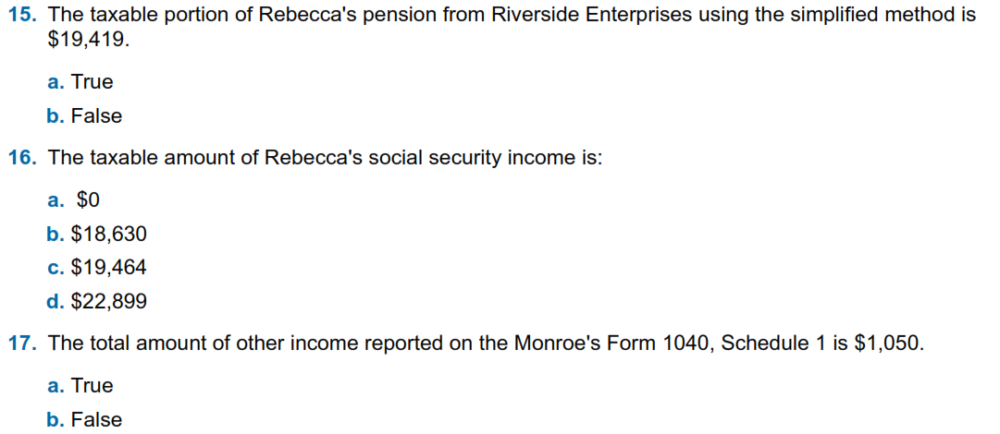 15. The taxable portion of Rebecca's pension from Riverside Enterprises using the simplified method is
$19,419.
a. True
b. False
16. The taxable amount of Rebecca's social security income is:
a. $0
b. $18,630
c. $19,464
d. $22,899
17. The total amount of other income reported on the Monroe's Form 1040, Schedule 1 is $1,050.
a. True
b. False